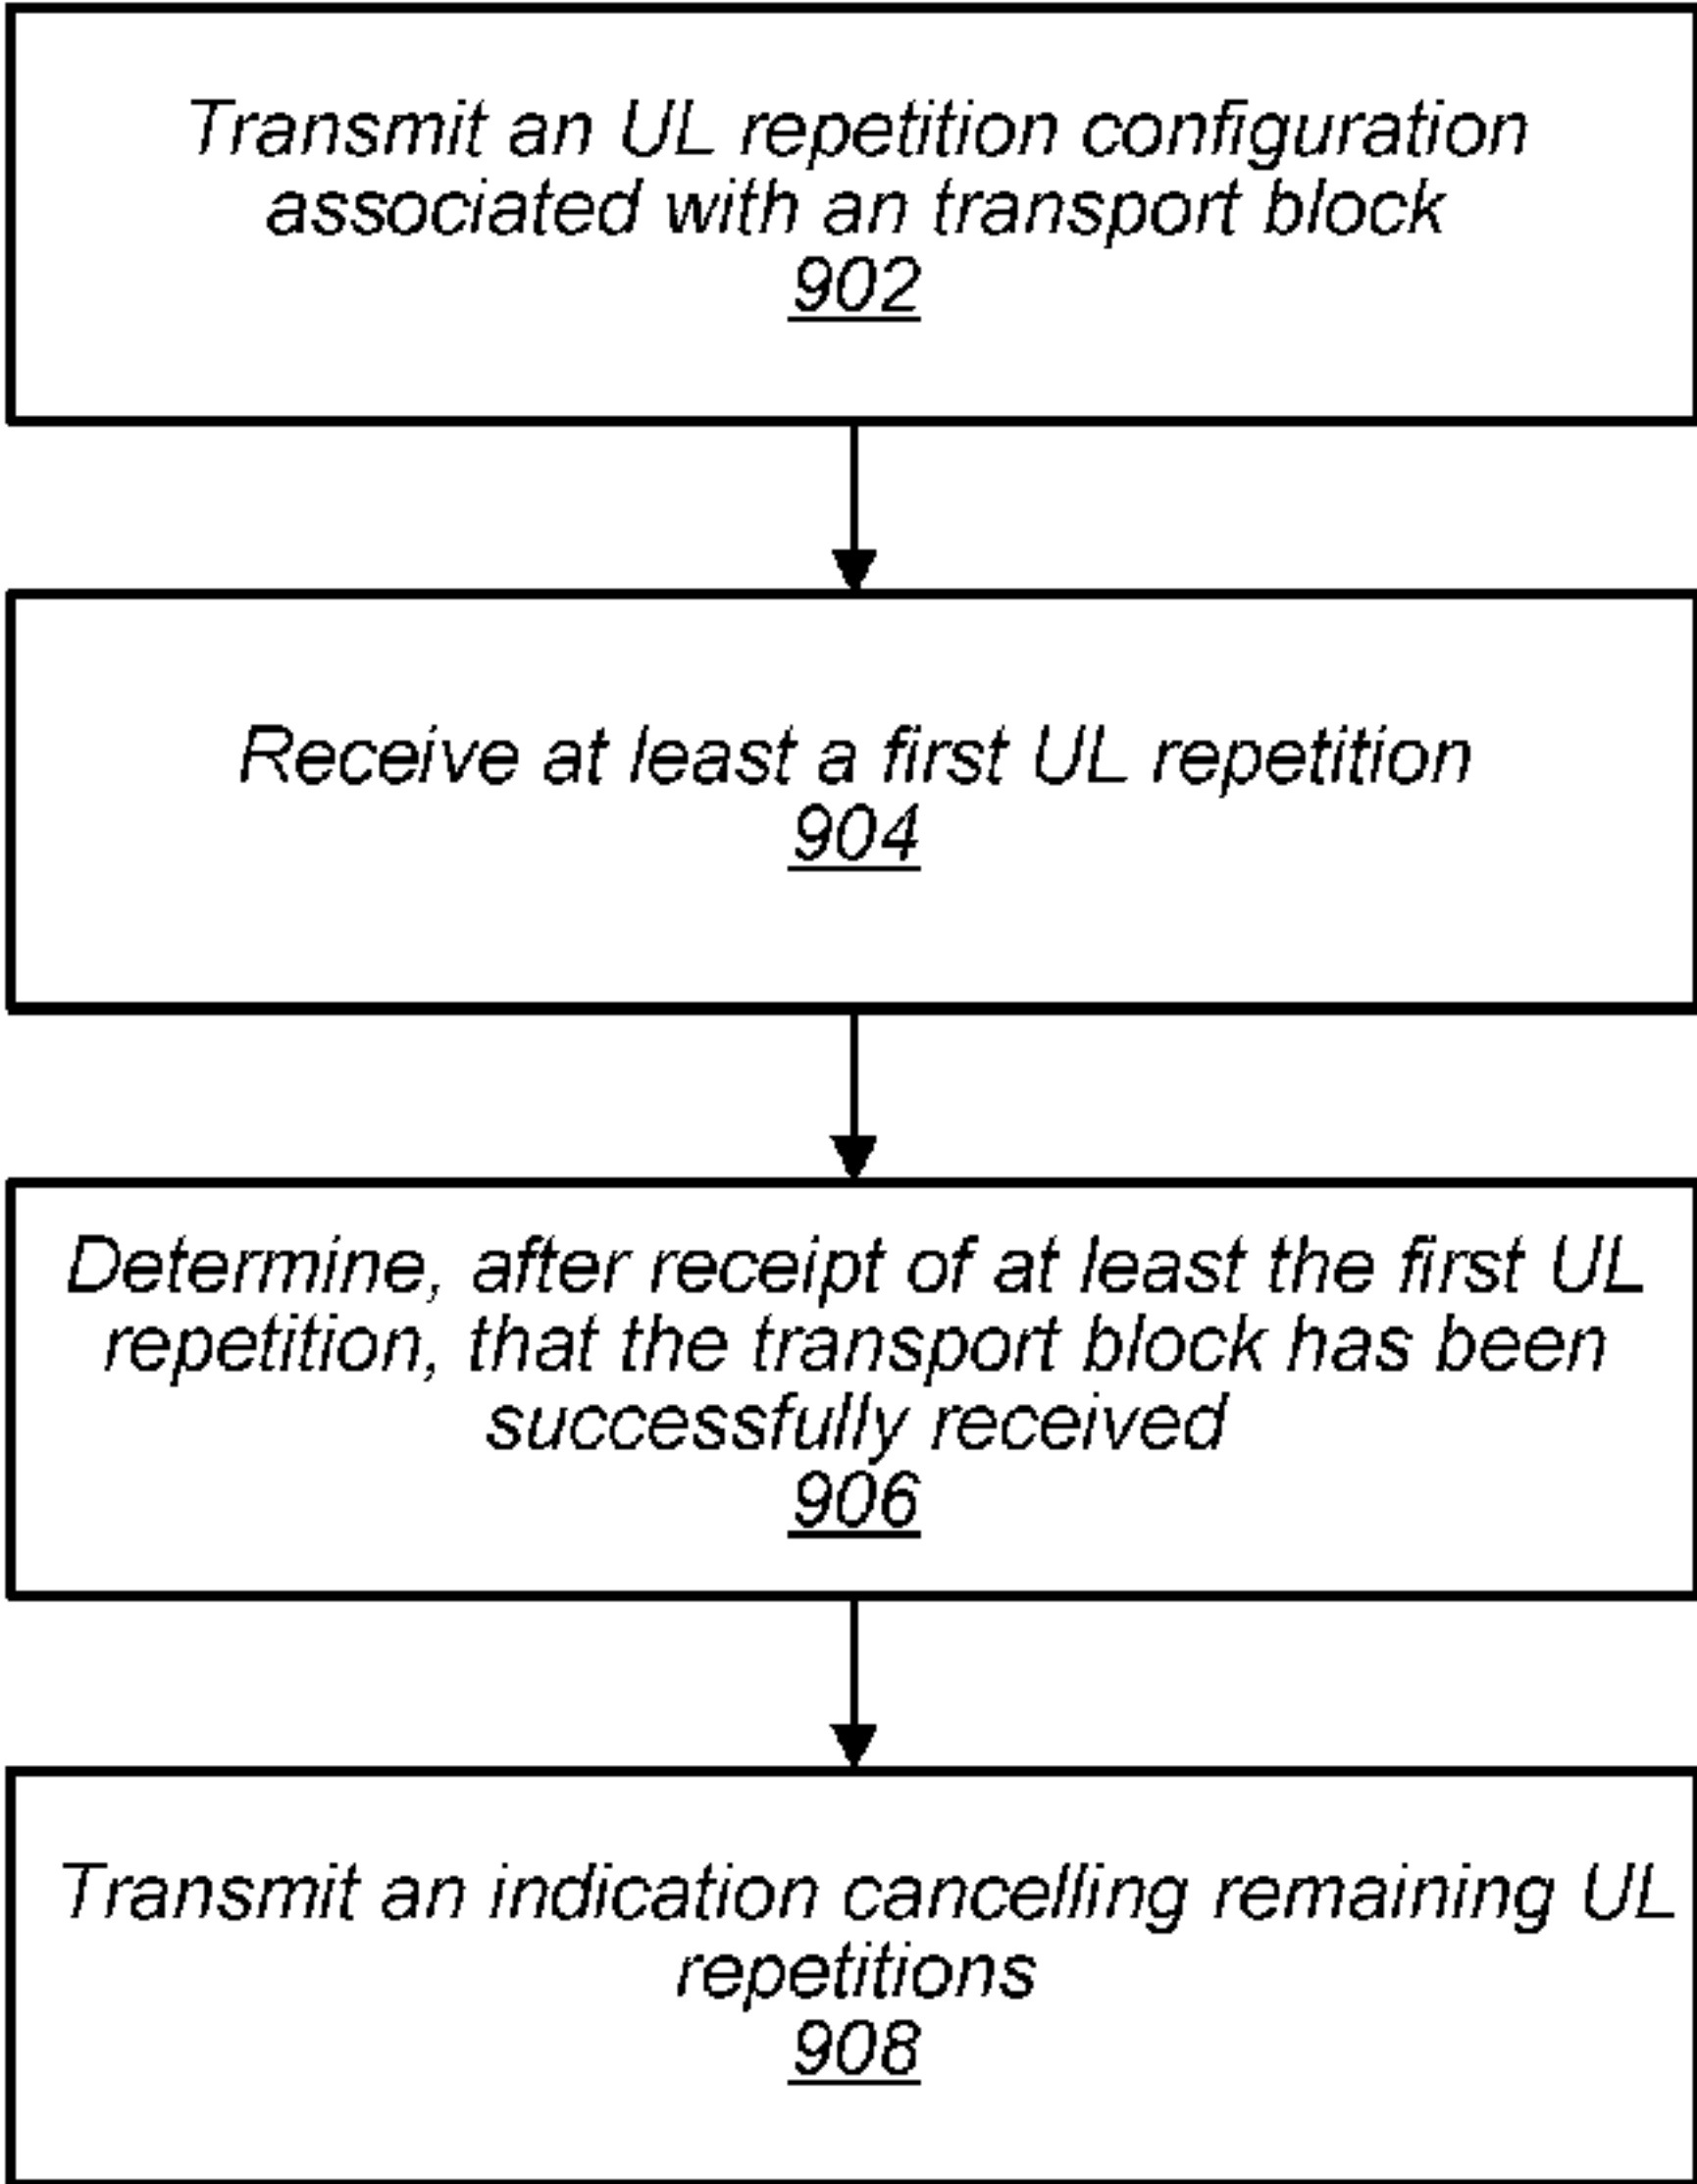 Transmit an UL repetition configuration
associated with an transport block
902
Receive at least a first UL repetition
904
Determine, after receipt of at least the first UL
repetition, that the transport block has been
successfully received
906
Transmit an indication cancelling remaining UL
repetitions
908